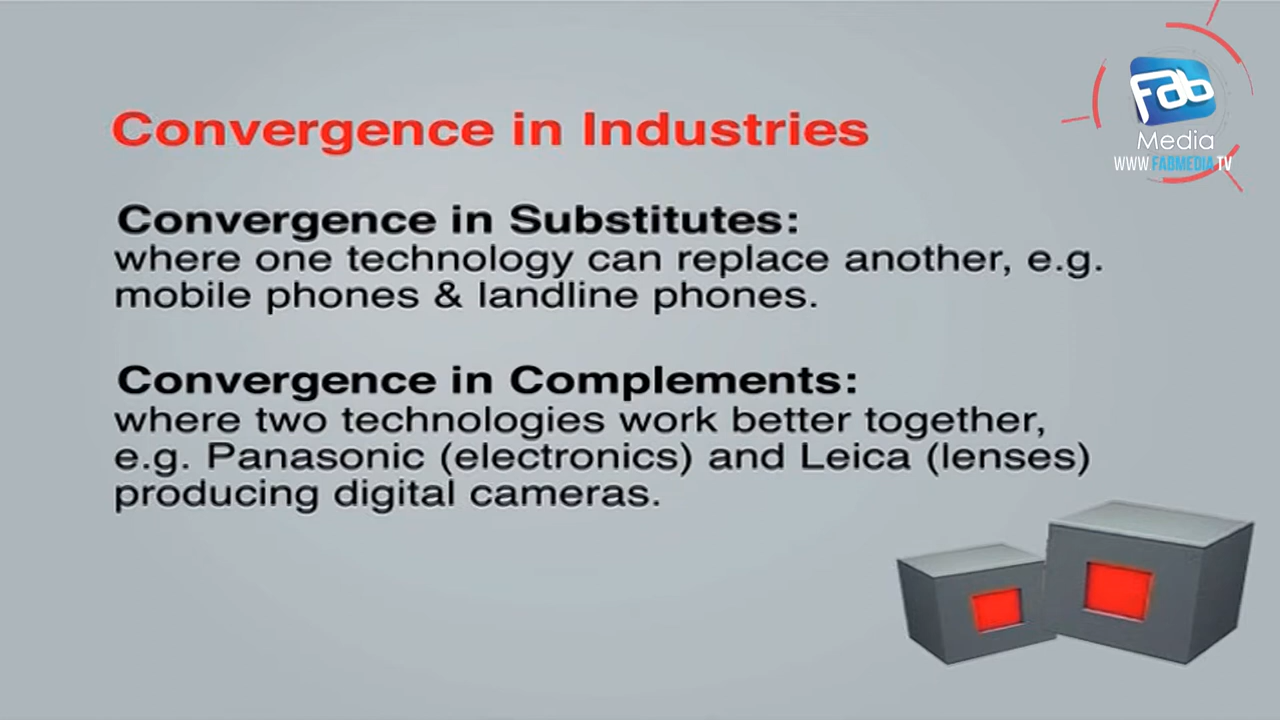 Fab
Media
WWW FABMEDIA TV
Convergence in Industries
Convergence in Substitutes:
where one technology can replace another, e.g.
mobile phones & landline phones.
Convergence in Complements:
where two technologies work better together,
e.g. Panasonic (electronics) and Leica (lenses)
producing digital cameras.